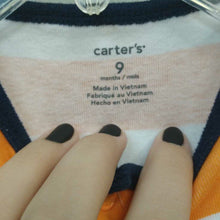 carter's
9
months / mois
Made in Vietnam
Fabriqué au Vietnam
Hecho en Vietnam